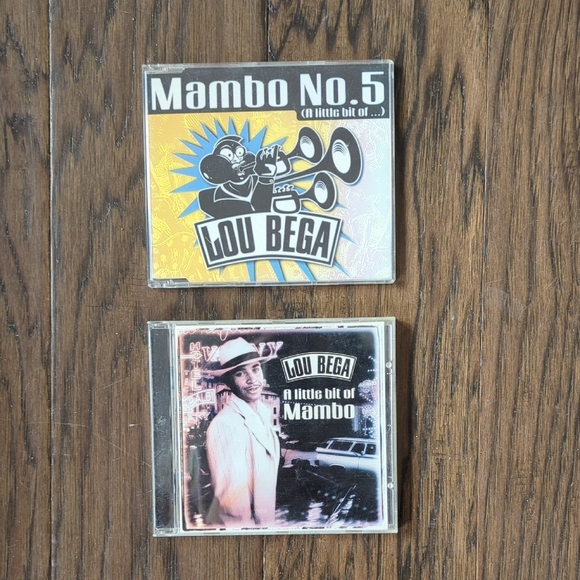 Mambo No.5
(A little bit of ...)
LOU BEGA
LOU BEGA
A little bit of
Mambo